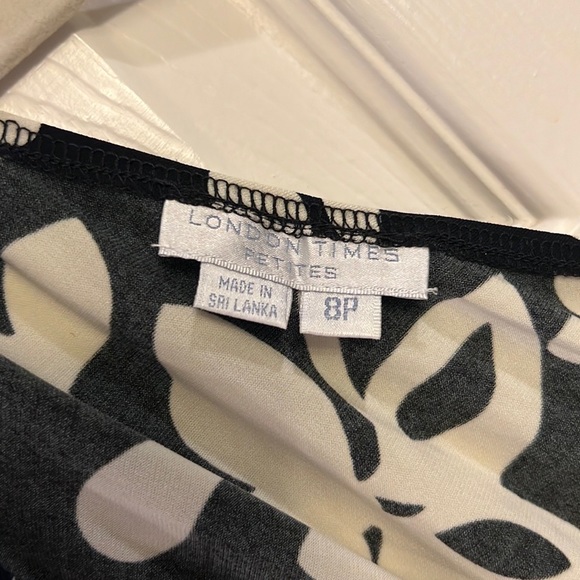 LONDON TIMES
PETITES
MADE IN
SRI LANKA
8P